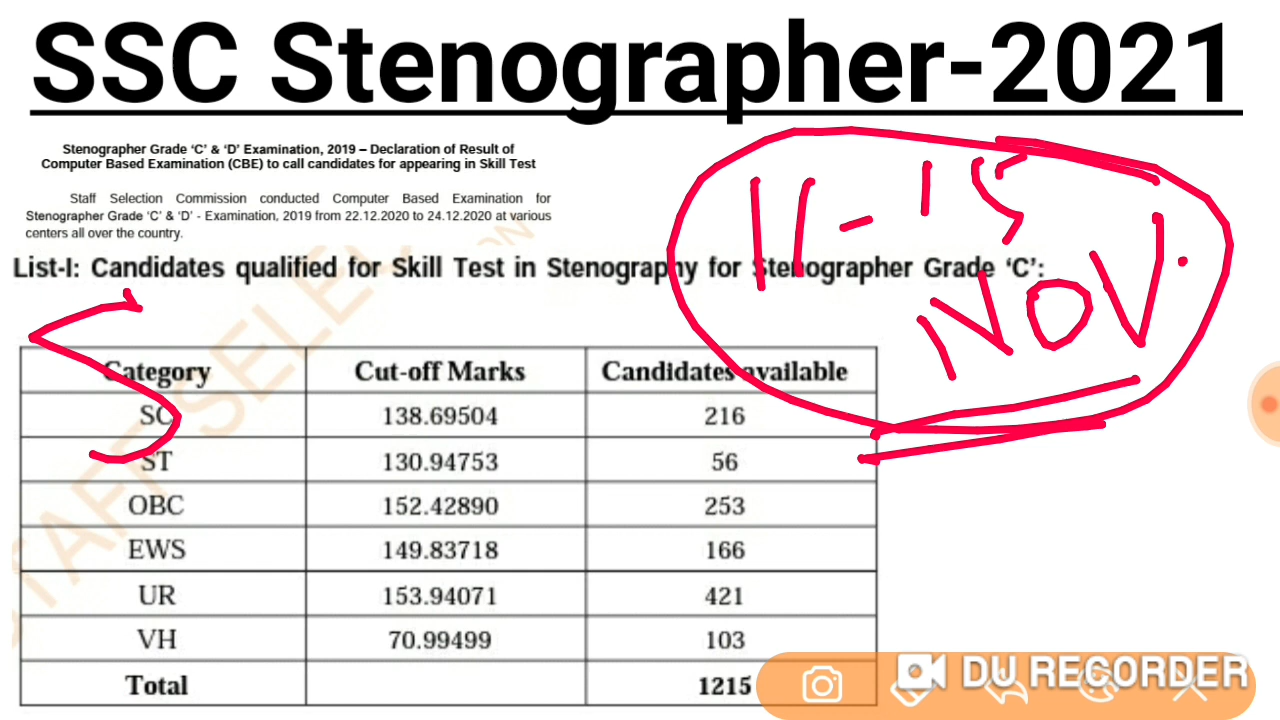 SSC Stenographer-2021
Stenographer Grade ‘C’ & ‘D’ Examination, 2019 – Declaration of Result of
Computer Based Examination (CBE) to call candidates for appearing in Skill Test
Staff Selection Commission conducted Computer Based Examination for
Stenographer Grade ‘C’ & ‘D’ - Examination, 2019 from 22.12.2020 to 24.12.2020 at various
centers all over the country.
11-15
NOV.
List-I: Candidates qualified for Skill Test in Stenography for Stenographer Grade ‘C’:
Category Cut-off Marks Candidates available
SC 138.69504 216
ST 130.94753 56
OBC 152.42890 253
EWS 149.83718 166
UR 153.94071 421
VH 70.99499 103
Total 1215
STAFF SELE
ON
DU RECORDER